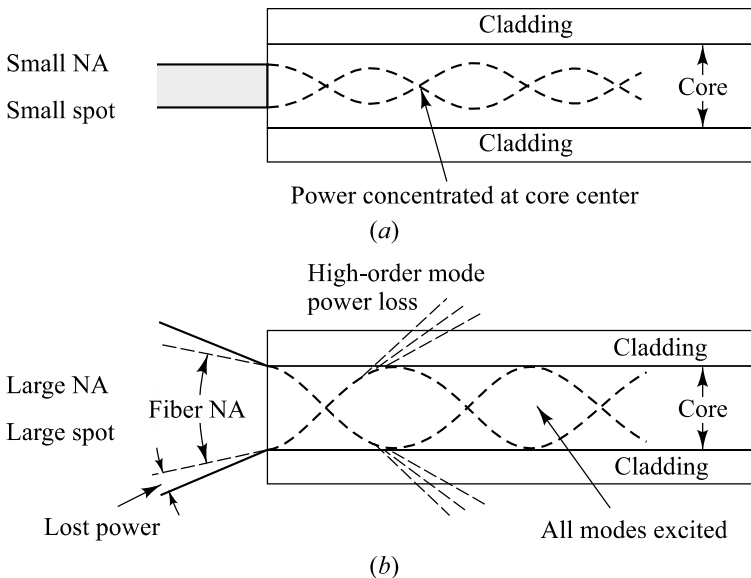 Cladding
Small NA
Small spot
Core
Cladding
Power concentrated at core center
(a)
High-order mode
power loss
Cladding
Large NA
Fiber NA
Core
Large spot
Cladding
Lost power
All modes excited
(b)